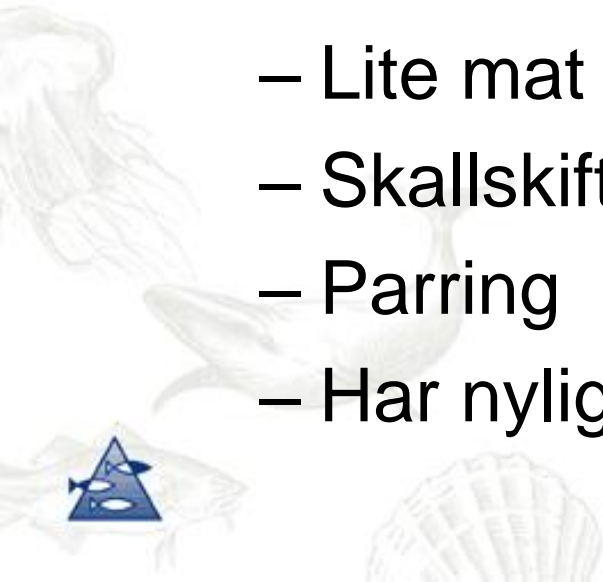 – Lite mat
– Skallskift
– Parring
– Har nylig